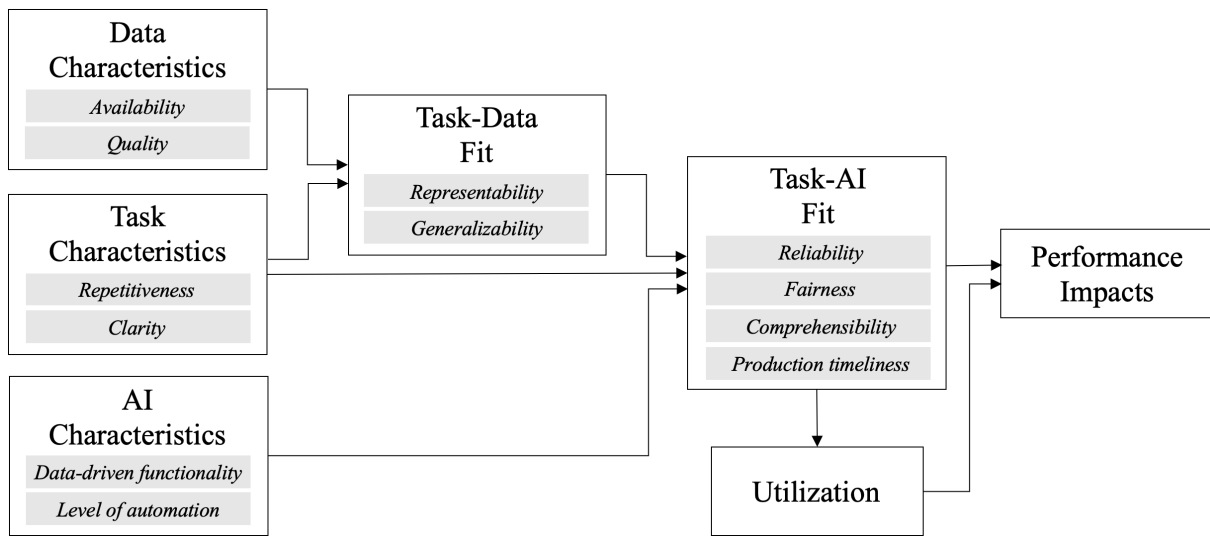 Data
Characteristics
Availability
Quality
Task
Characteristics
Repetitiveness
Clarity
AI
Characteristics
Data-driven functionality
Level of automation
Task-Data
Fit
Representability
Generalizability
Task-AI
Fit
Reliability
Fairness
Comprehensibility
Production timeliness
Utilization
Performance
Impacts